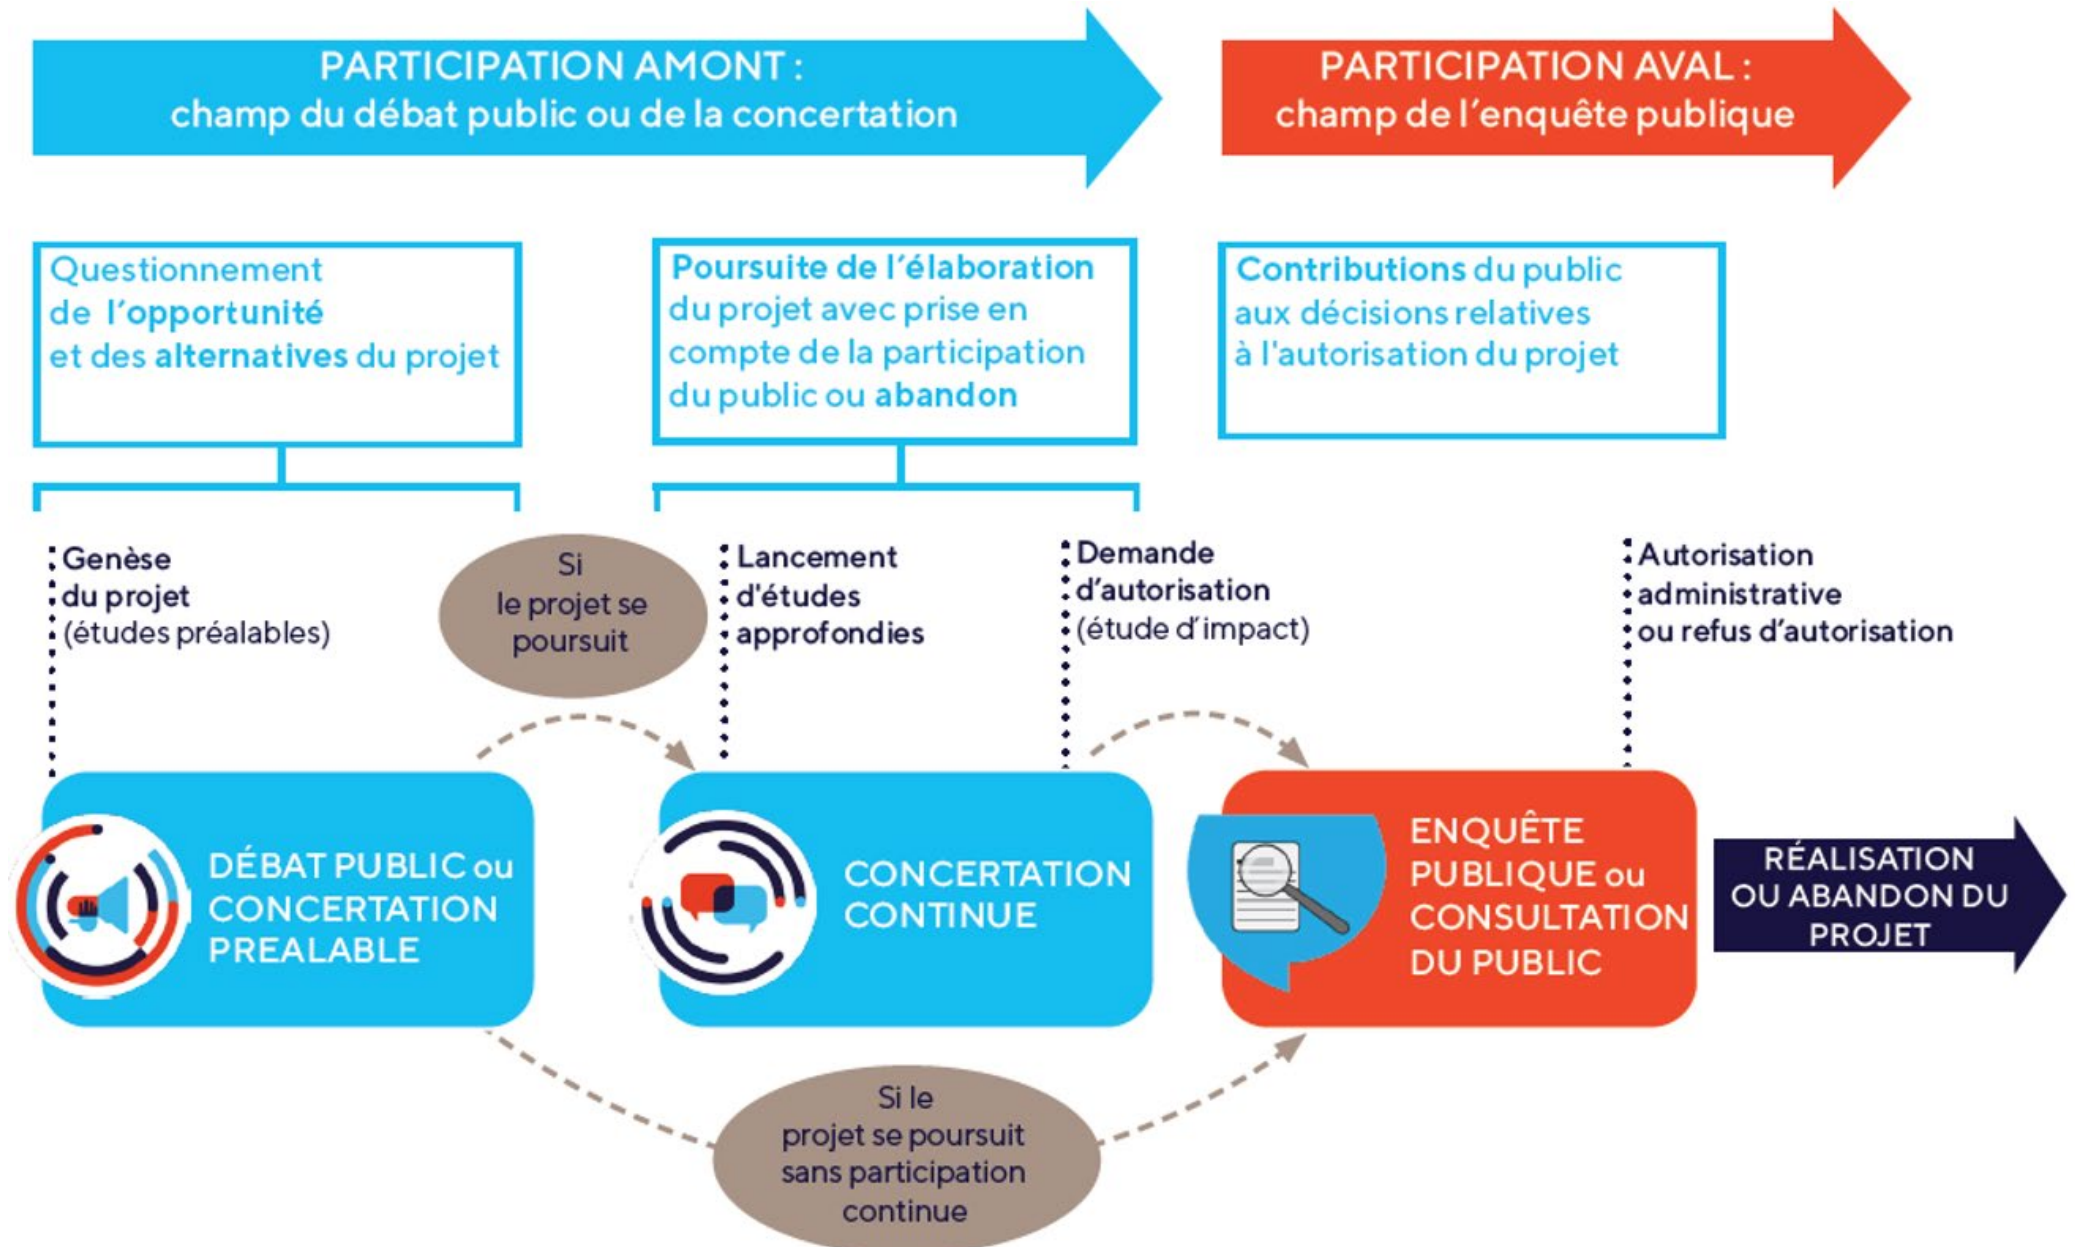 PARTICIPATION AMONT :
champ du débat public ou de la concertation
PARTICIPATION AVAL :
champ de l'enquête publique
Questionnement
de l'opportunité
et des alternatives du projet
Poursuite de l'élaboration
du projet avec prise en
compte de la participation
du public ou abandon
Contributions du public
aux décisions relatives
à l'autorisation du projet
Genèse
du projet
(études préalables)
Si
le projet se
poursuit
Lancement
d'études
approfondies
Demande
d'autorisation
(étude d'impact)
Autorisation
administrative
ou refus d'autorisation
DÉBAT PUBLIC ou
CONCERTATION
PREALABLE
CONCERTATION
CONTINUE
ENQUÊTE
PUBLIQUE ou
CONSULTATION
DU PUBLIC
RÉALISATION
OU ABANDON DU
PROJET
Si le
projet se poursuit
sans participation
continue